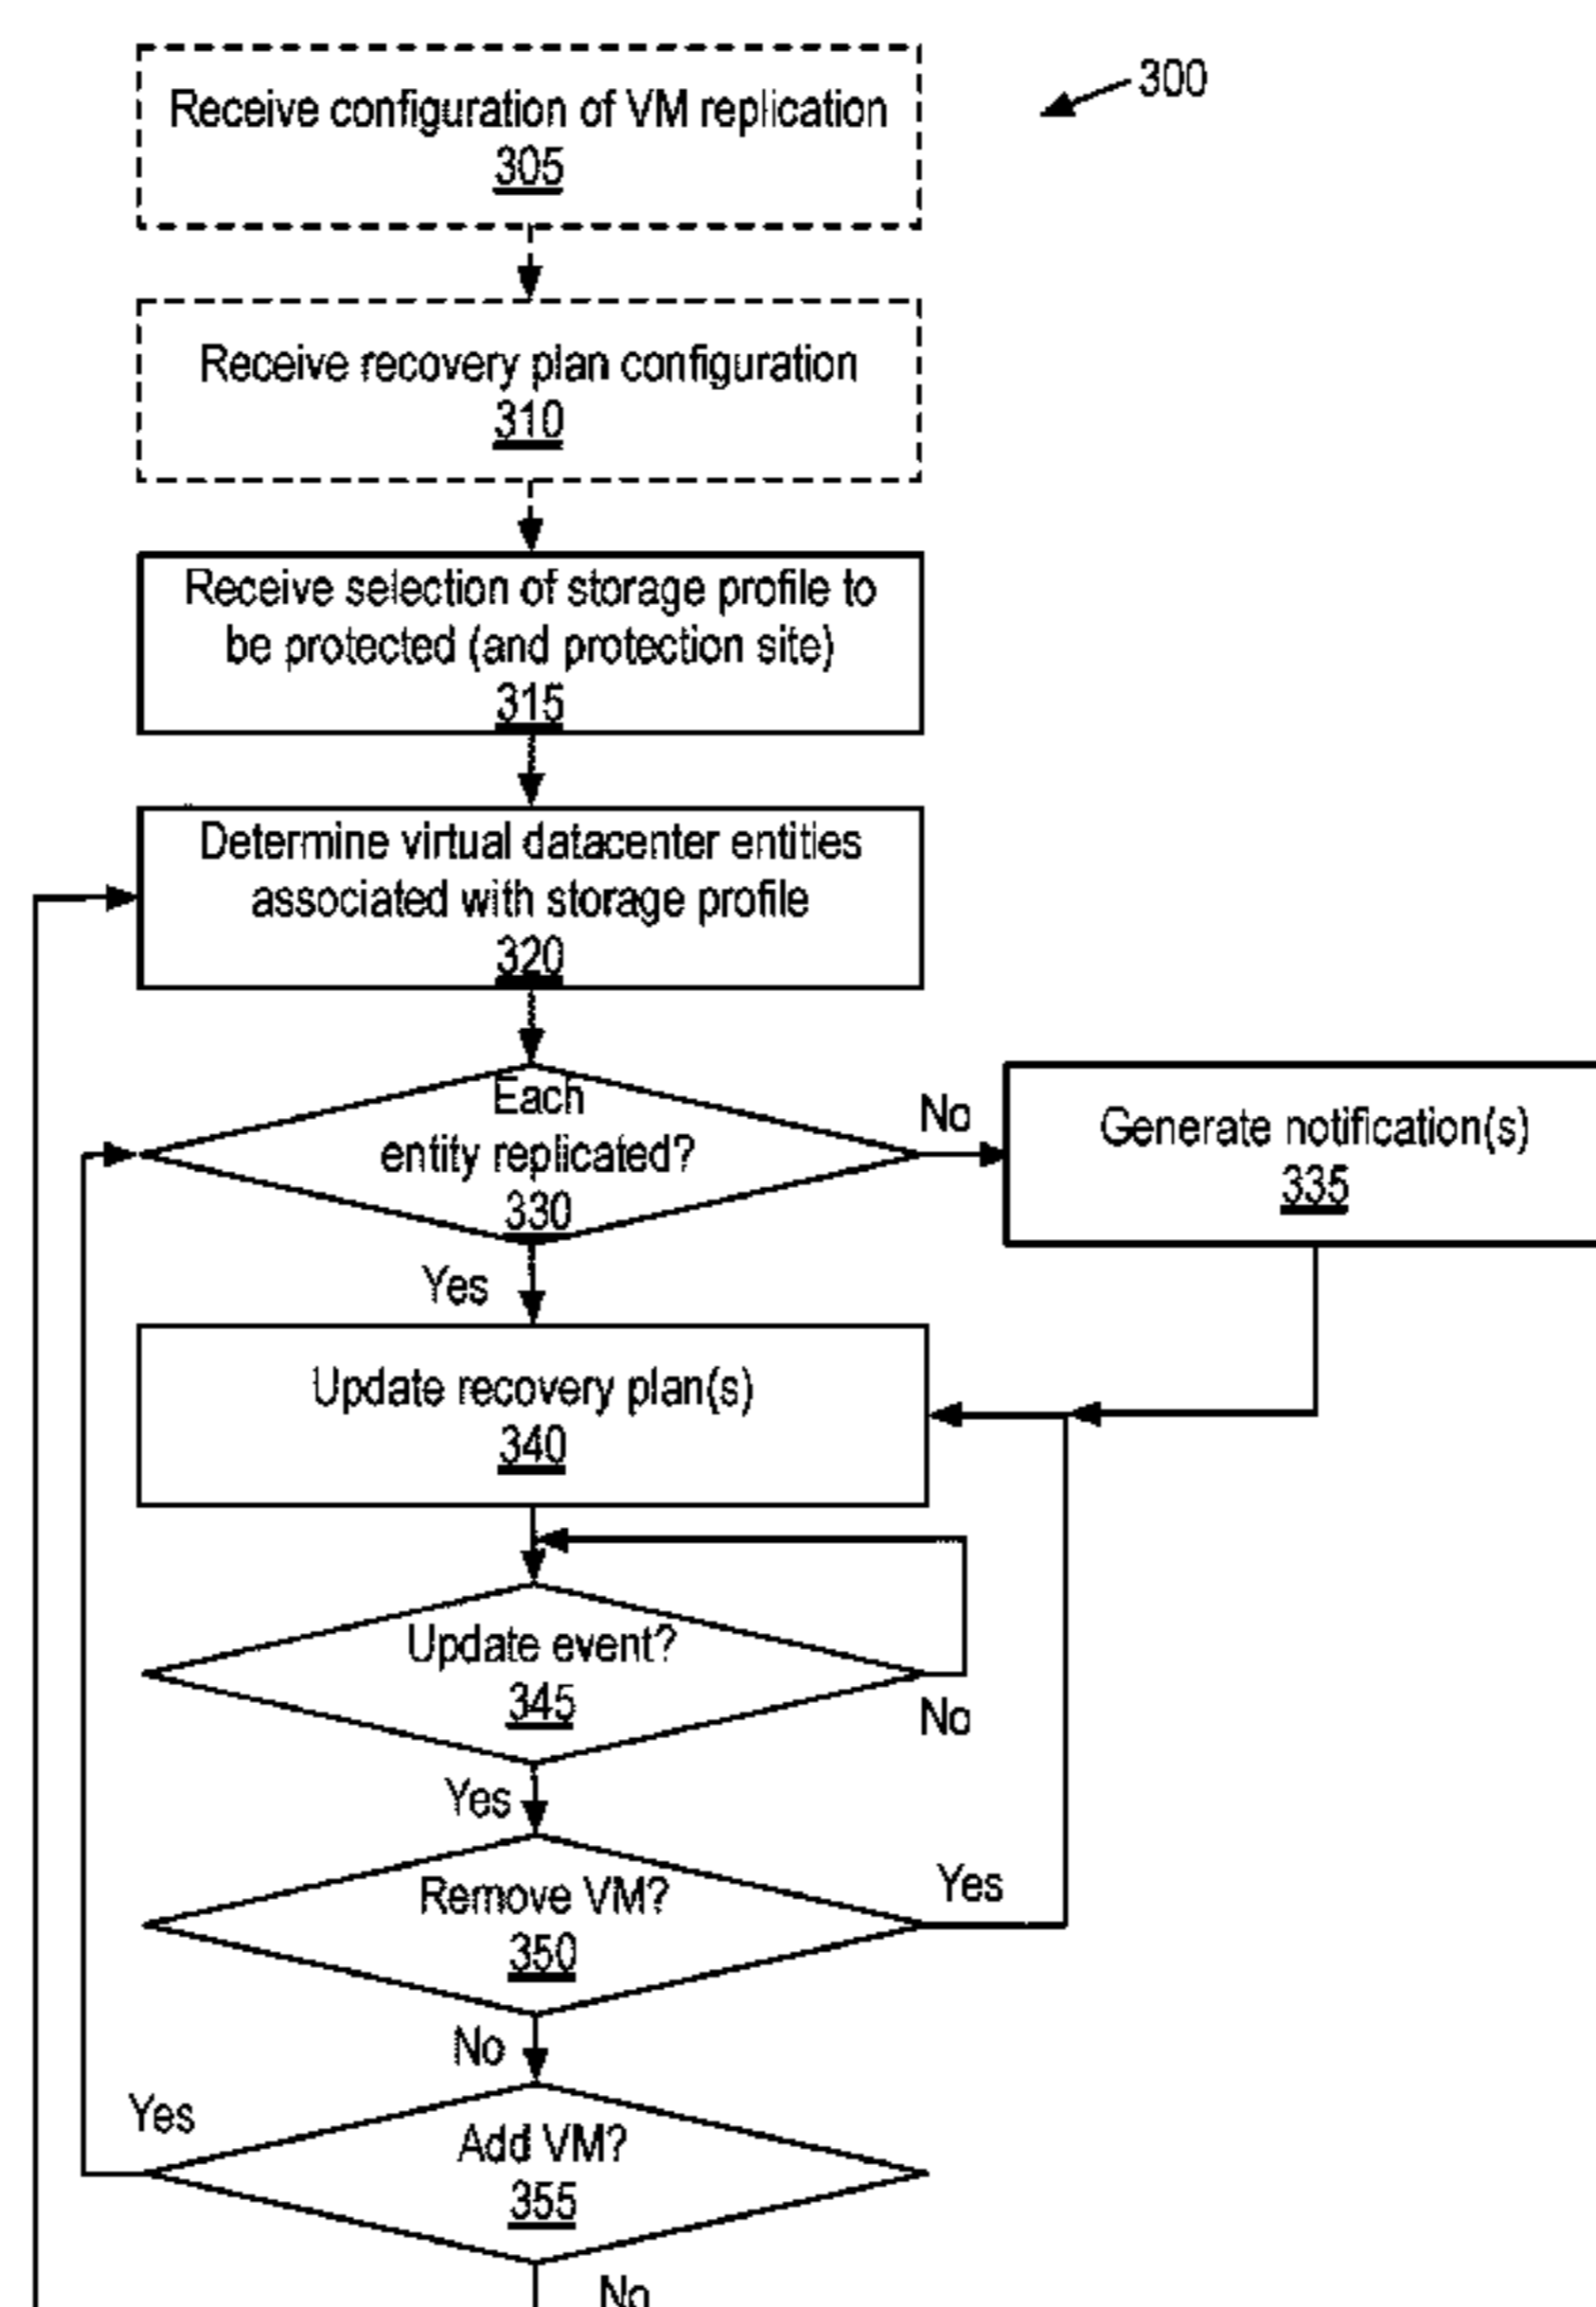 300
Receive configuration of VM replication
305
Receive recovery plan configuration
310
Receive selection of storage profile to
be protected (and protection site)
315
Determine virtual datacenter entities
associated with storage profile
320
Each
entity replicated?
330
No
Generate notification(s)
335
Yes
Update recovery plan(s)
340
Update event?
345
No
Yes
Remove VM?
350
Yes
No
Yes
Add VM?
355
No